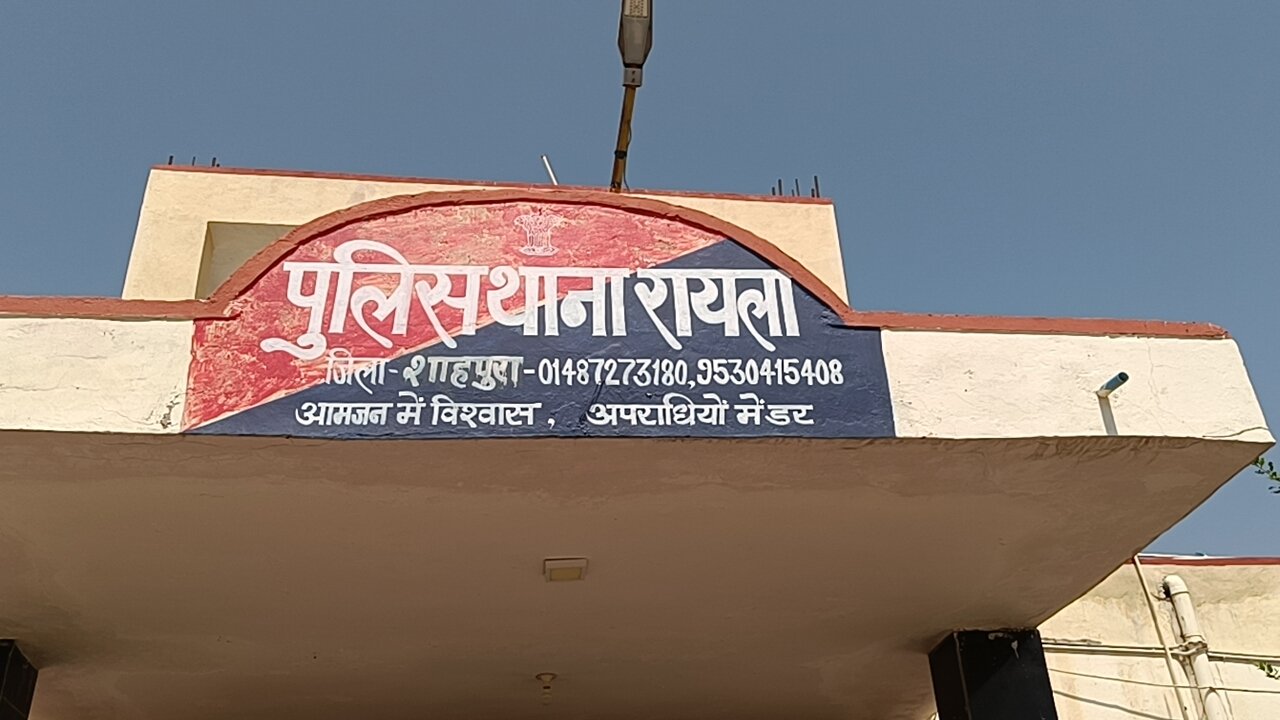 पुलिस थाना रायला
जिला-शाहपुरा-01487273180,9530415408
आमजन में विश्वास, अपराधियों में डर